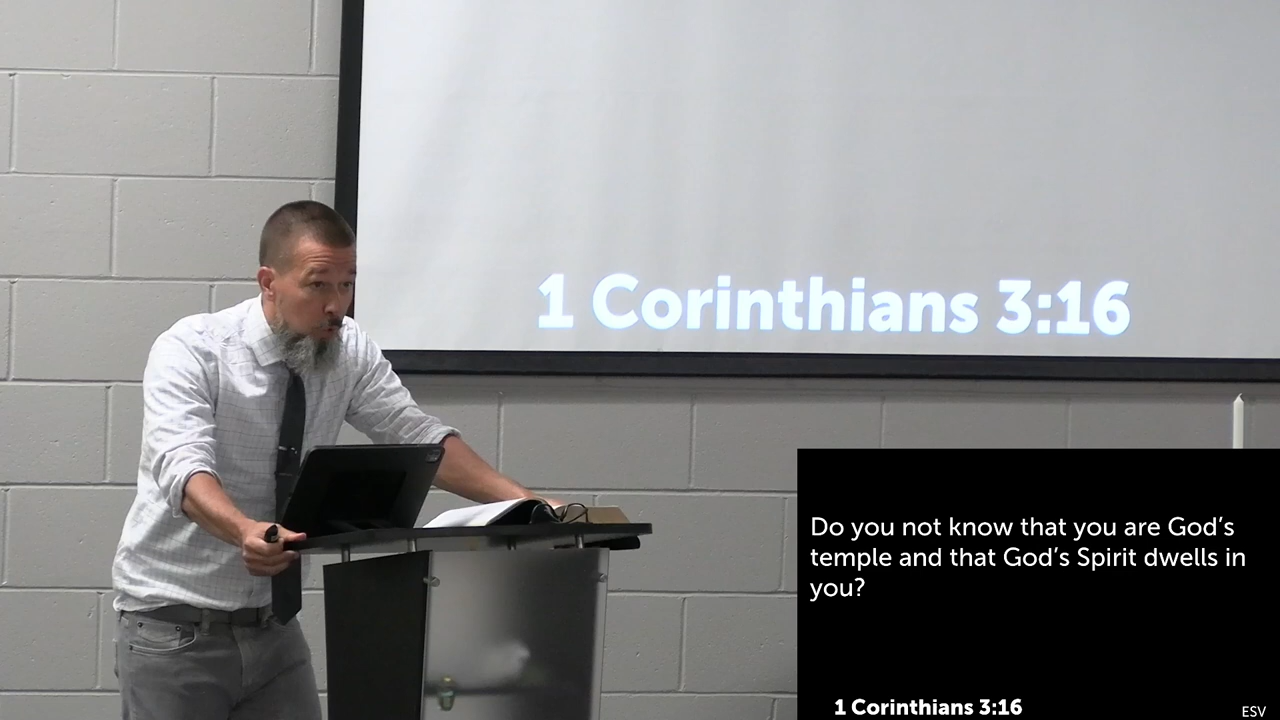 1 Corinthians 3:16
Do you not know that you are God's
temple and that God's Spirit dwells in
you?
1 Corinthians 3:16
ESV